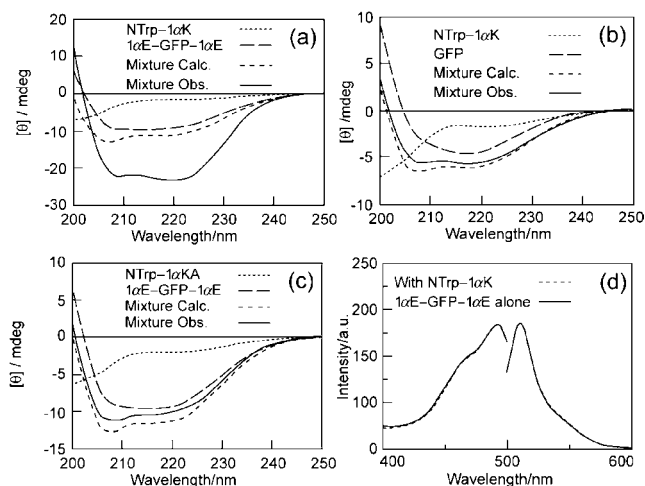 (a)
NTrp-1αK
1αE-GFP-1αE
Mixture Calc.
Mixture Obs.
[θ] / mdeg
20
10
0
-10
-20
-30
200 210 220 230 240 250
Wavelength/nm
(b)
NTrp-1αK
GFP
Mixture Calc.
Mixture Obs.
[θ] /mdeg
10
5
0
-5
-10
200 210 220 230 240 250
Wavelength/nm
(c)
NTrp-1αKA
1αE-GFP-1αE
Mixture Calc.
Mixture Obs.
[θ] / mdeg
10
5
0
-5
-10
-15
200 210 220 230 240 250
Wavelength/nm
(d)
With NTrp-1αK
1αE-GFP-1αE alone
Intensity/a.u.
250
200
150
100
50
0
400 500 600
Wavelength/nm